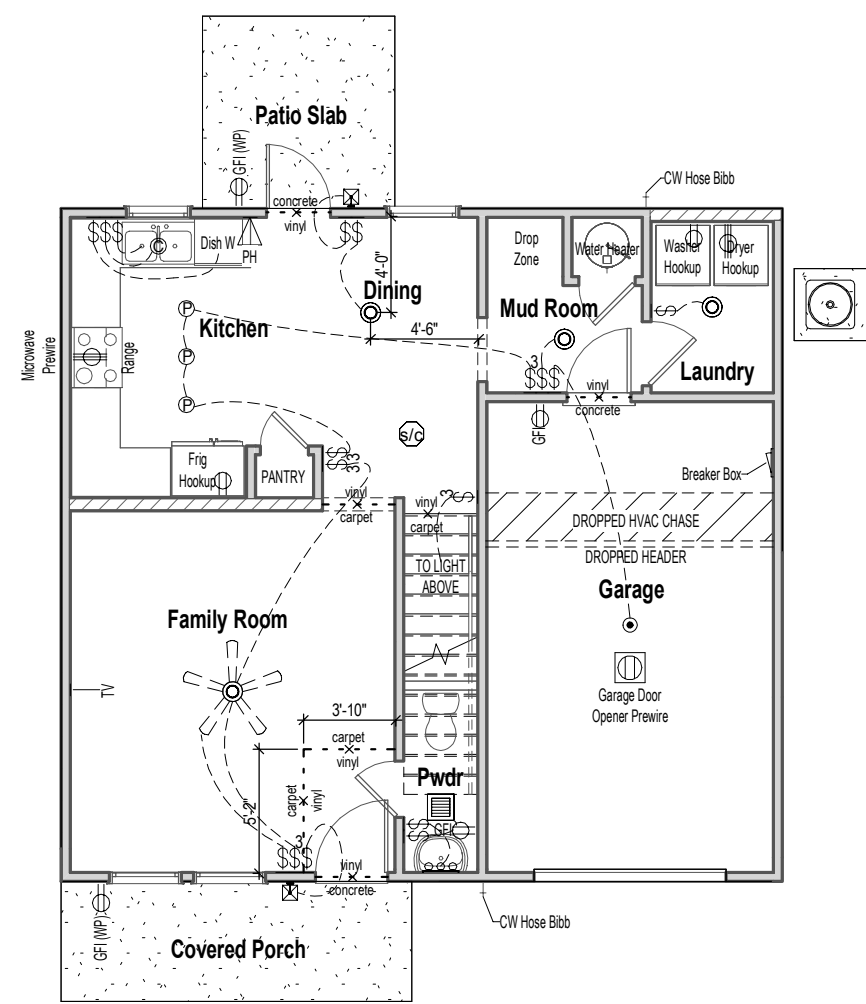 Patio Slab
GFI (WP)
CW Hose Bibb
concrete
vinyl
$$$
$$
Dish W
PH
4'-0"
Drop
Zone
Water Heater
Washer
Hookup
Dryer
Hookup
Dining
Mud Room
$
P
Kitchen
4'-6"
Microwave
Prewire
Range
P
3
$$$
Laundry
vinyl
concrete
P
GFI
s/c
$$
$$
3
3
Frig
Hookup
PANTRY
Breaker Box
vinyl
carpet
vinyl
carpet
3
$
DROPPED HVAC CHASE
DROPPED HEADER
TO LIGHT
ABOVE
Garage
Family Room
TV
Garage Door
Opener Prewire
3'-10"
carpet
vinyl
Pwdr
5'-2"
carpet
vinyl
$$
GFI
3
$$$
vinyl
concrete
GFI (WP)
CW Hose Bibb
Covered Porch